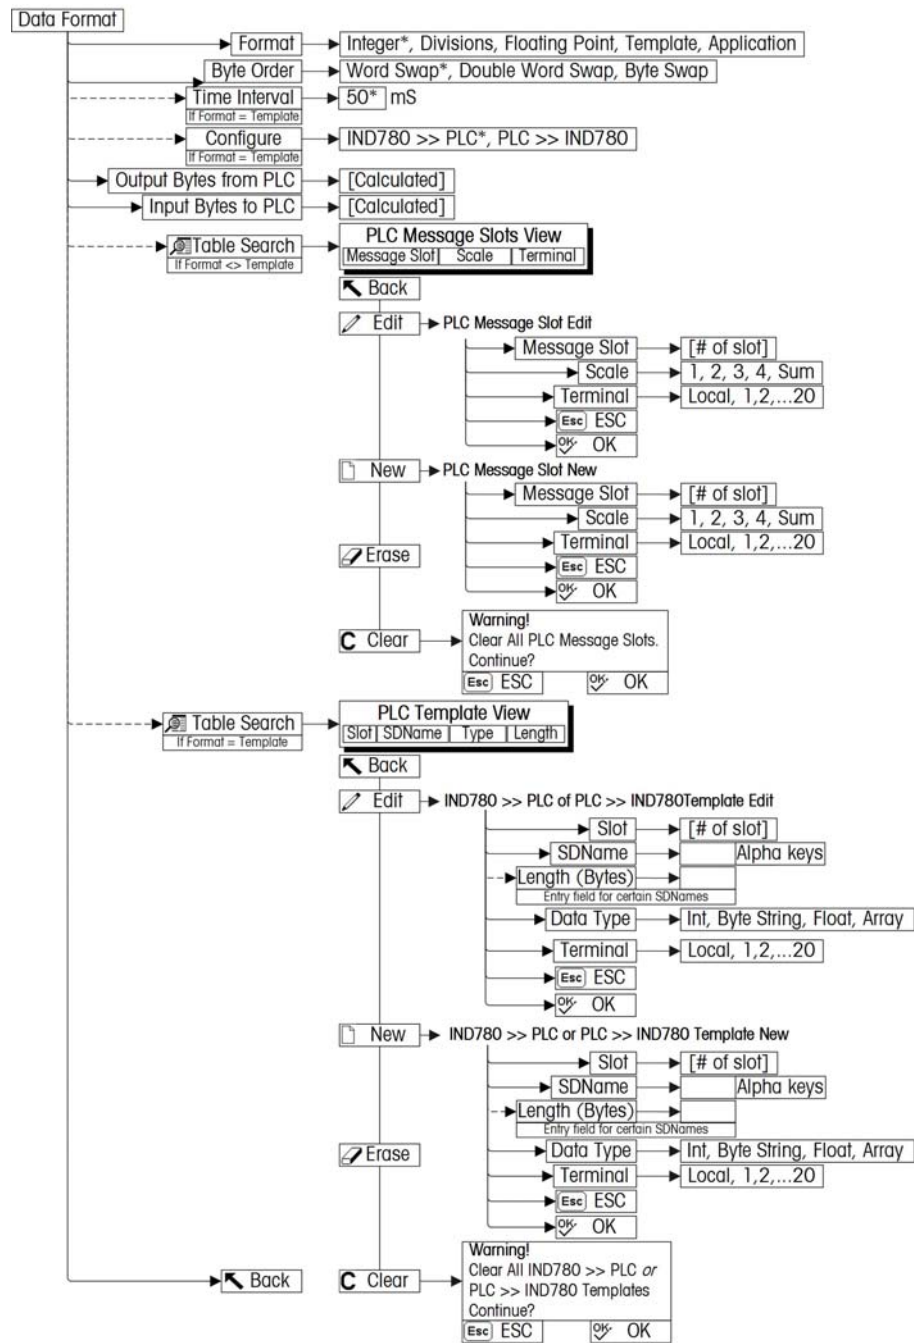 Data Format
Format Integer*, Divisions, Floating Point, Template, Application
Byte Order Word Swap*, Double Word Swap, Byte Swap
Time Interval 50* mS
If Format = Template
Configure IND780 >> PLC*, PLC >> IND780
If Format = Template
Output Bytes from PLC [Calculated]
Input Bytes to PLC [Calculated]
Table Search PLC Message Slots View
If Format <> Template Message Slot Scale Terminal
Back
Edit PLC Message Slot Edit
Message Slot [# of slot]
Scale 1, 2, 3, 4, Sum
Terminal Local, 1,2,...20
Esc ESC
OK OK
New PLC Message Slot New
Message Slot [# of slot]
Scale 1, 2, 3, 4, Sum
Terminal Local, 1,2,...20
Erase
Esc ESC
OK OK
C Clear
Warning!
Clear All PLC Message Slots.
Continue?
Esc ESC OK OK
Table Search PLC Template View
If Format = Template Slot SDName Type Length
Back
Edit IND780 >> PLC of PLC >> IND780Template Edit
Slot [# of slot]
SDName Alpha keys
Length (Bytes)
Entry field for certain SDNames
Data Type Int, Byte String, Float, Array
Terminal Local, 1,2,...20
Esc ESC
OK OK
New IND780 >> PLC or PLC >> IND780 Template New
Slot [# of slot]
SDName Alpha keys
Length (Bytes)
Entry field for certain SDNames
Erase
Data Type Int, Byte String, Float, Array
Terminal Local, 1,2,...20
Esc ESC
OK OK
Back
C Clear
Warning!
Clear All IND780 >> PLC or
PLC >> IND780 Templates
Continue?
Esc ESC OK OK